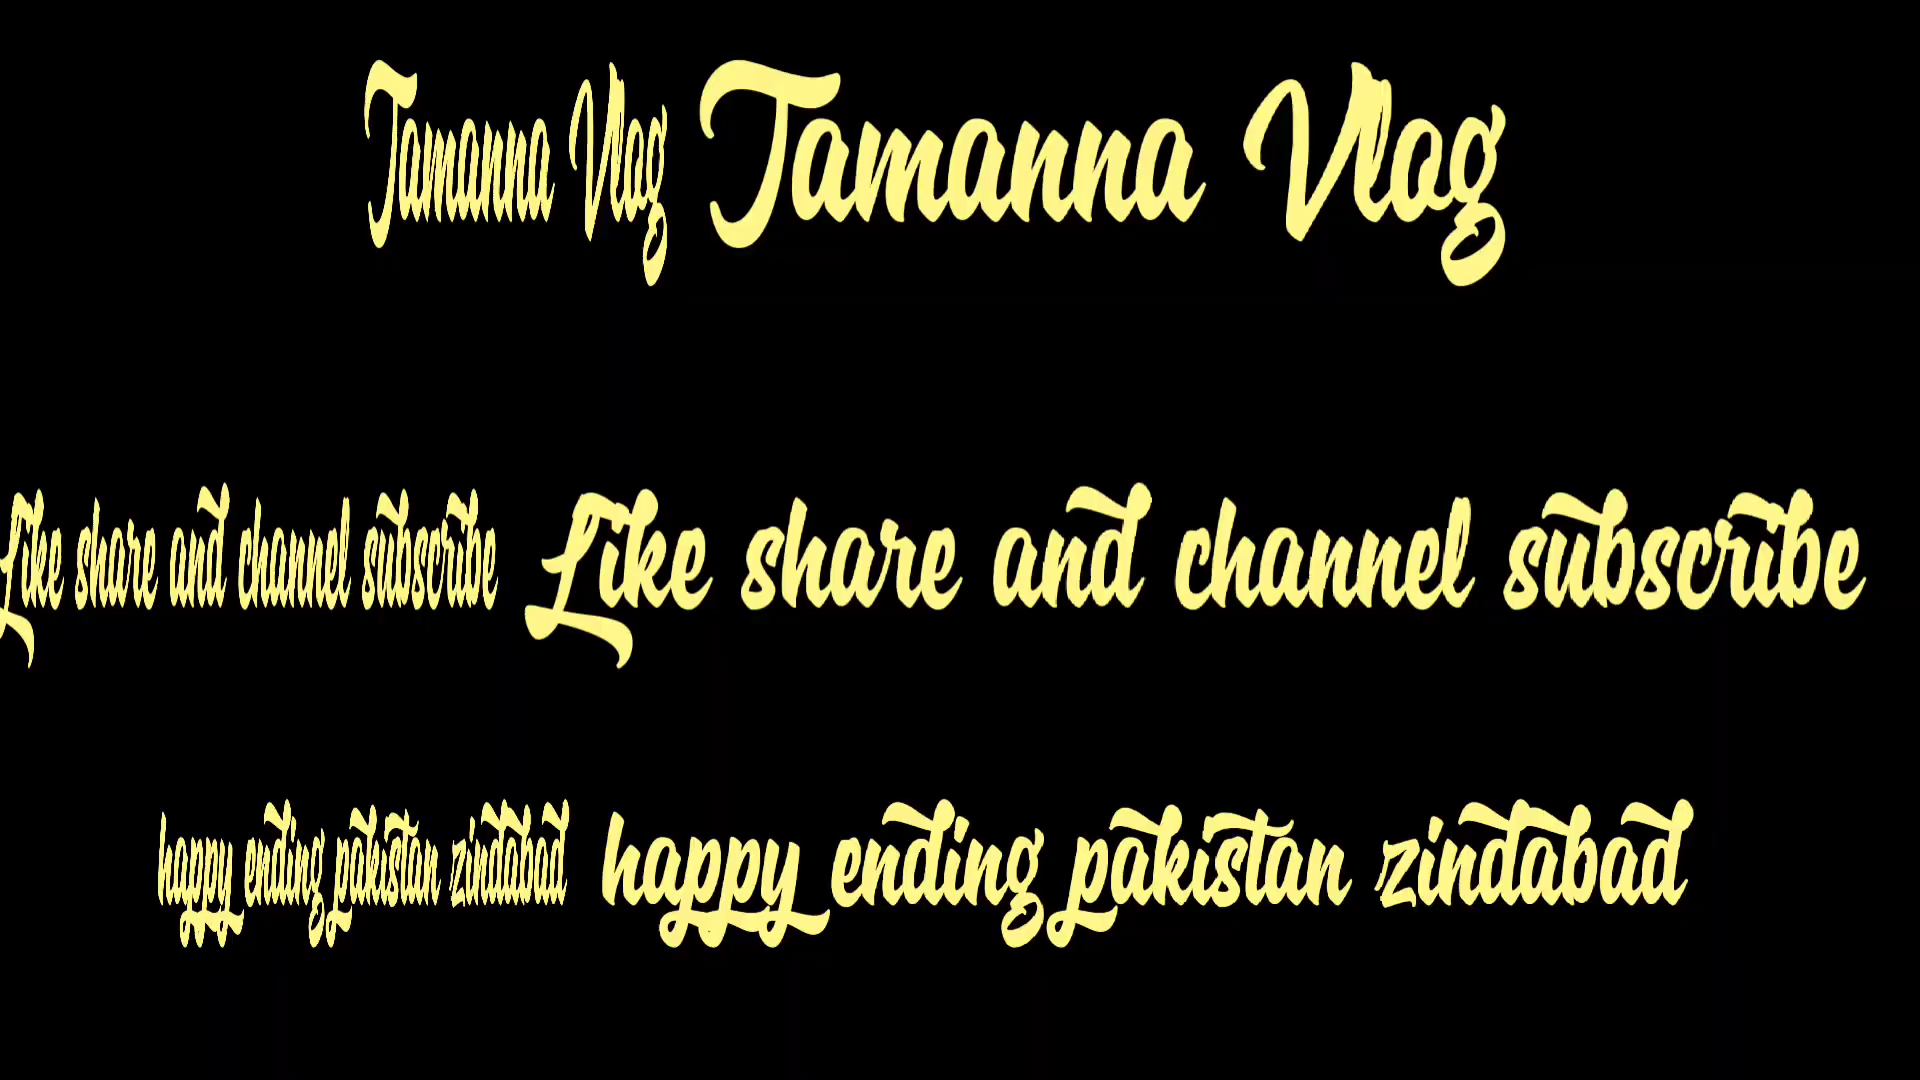 Tamanna Vlog Tamanna Vlog
Like share and channel subscribe Like share and channel subscribe
happy ending pakistan zindabad happy ending pakistan zindabad